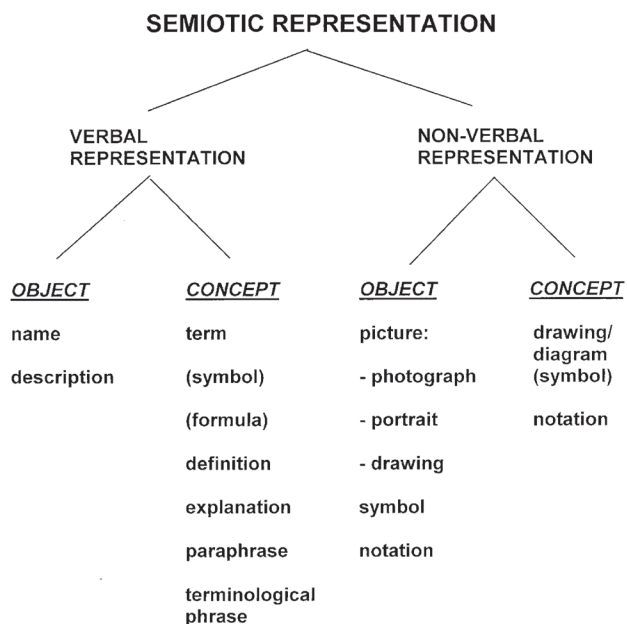 SEMIOTIC REPRESENTATION
VERBAL
REPRESENTATION
NON-VERBAL
REPRESENTATION
OBJECT
name
description
CONCEPT
term
(symbol)
(formula)
definition
explanation
paraphrase
terminological
phrase
OBJECT
picture:
- photograph
- portrait
- drawing
symbol
notation
CONCEPT
drawing/
diagram
(symbol)
notation